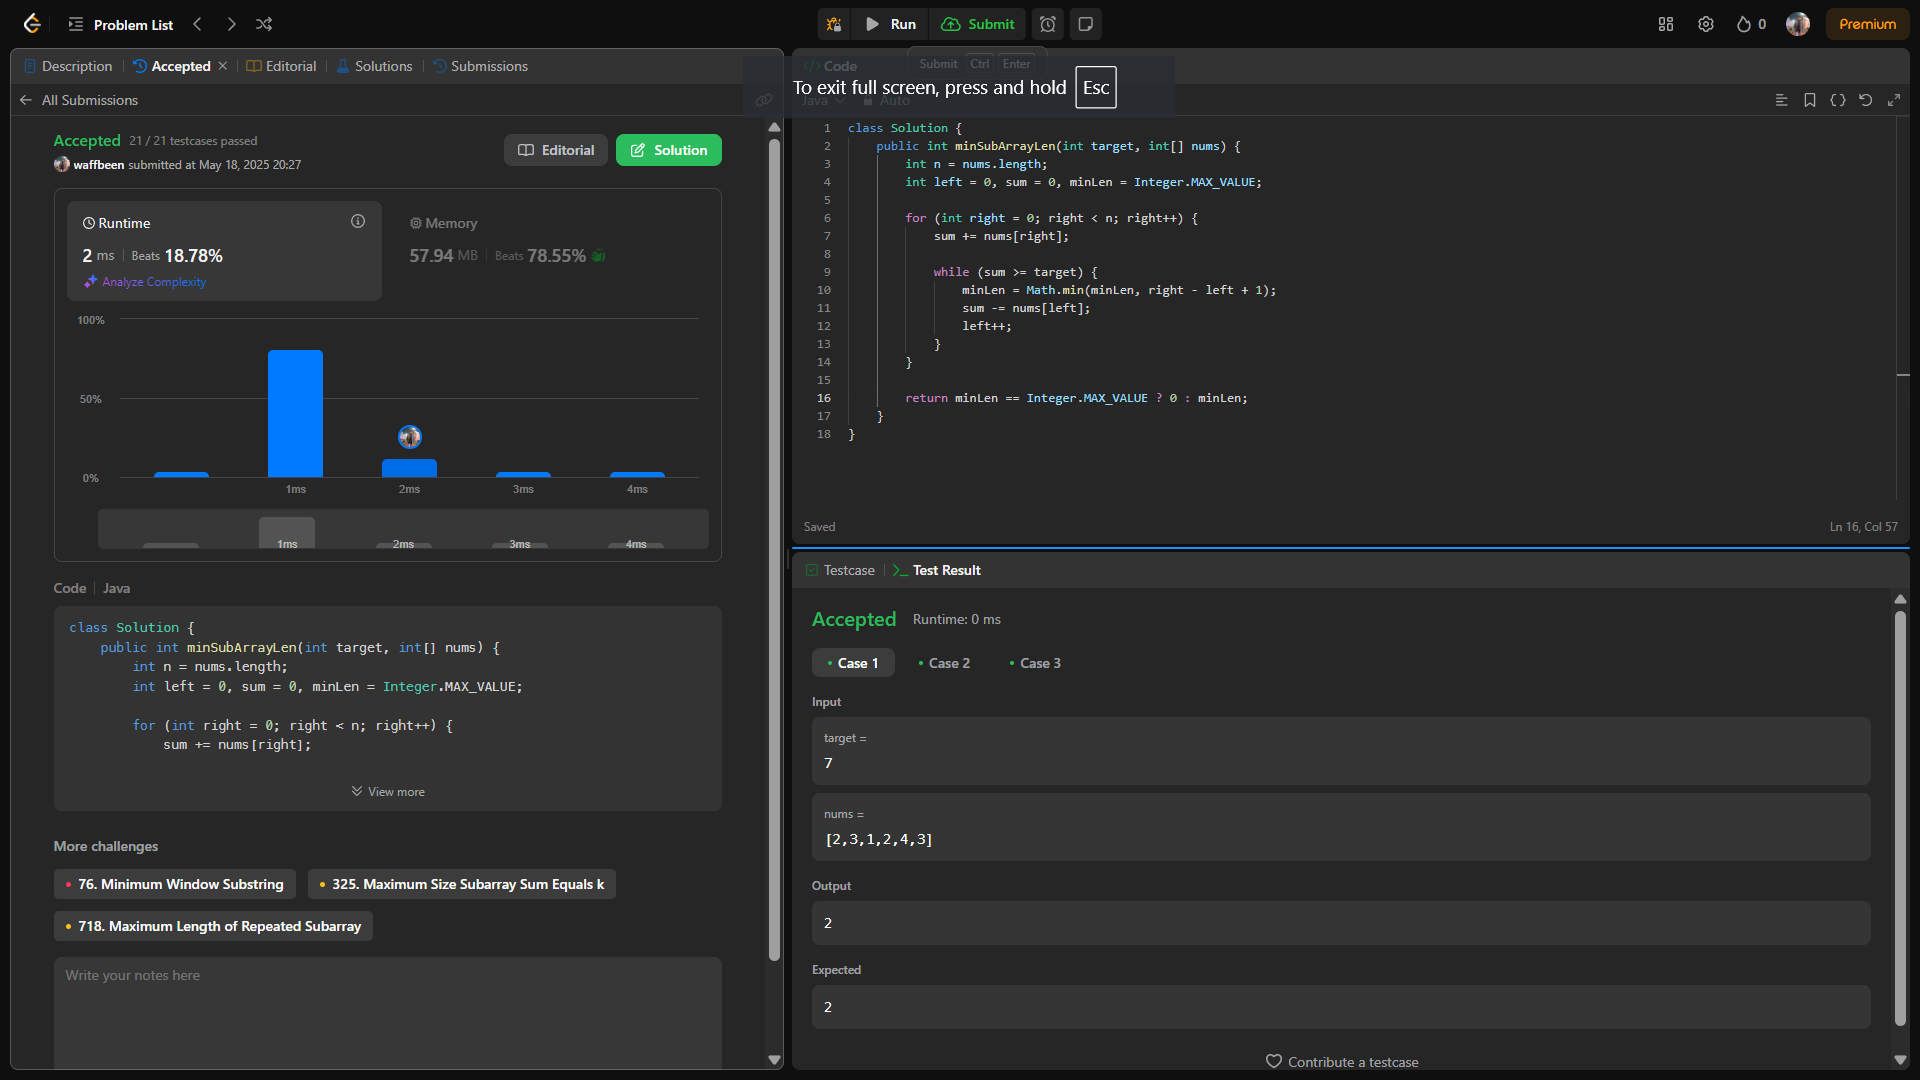 Problem List
Run
Submit
0
Premium
Description
Accepted
Editorial
Solutions
Submissions
All Submissions
Accepted 21 / 21 testcases passed
waffbeen submitted at May 18, 2025 20:27
Editorial
Solution
Runtime
2 ms | Beats 18.78%
Analyze Complexity
Memory
57.94 MB | Beats 78.55%
100%
50%
0%
1ms 2ms 3ms 4ms
1ms 2ms 3ms 4ms
Code | Java
class Solution {
    public int minSubArrayLen(int target, int[] nums) {
        int n = nums.length;
        int left = 0, sum = 0, minLen = Integer.MAX_VALUE;

        for (int right = 0; right < n; right++) {
            sum += nums[right];
View more
More challenges
76. Minimum Window Substring
325. Maximum Size Subarray Sum Equals k
718. Maximum Length of Repeated Subarray
Write your notes here
</> Code
Submit Ctrl Enter
To exit full screen, press and hold Esc
Java Auto
1 class Solution {
2     public int minSubArrayLen(int target, int[] nums) {
3         int n = nums.length;
4         int left = 0, sum = 0, minLen = Integer.MAX_VALUE;
5
6         for (int right = 0; right < n; right++) {
7             sum += nums[right];
8
9             while (sum >= target) {
10                 minLen = Math.min(minLen, right - left + 1);
11                 sum -= nums[left];
12                 left++;
13             }
14         }
15
16         return minLen == Integer.MAX_VALUE ? 0 : minLen;
17     }
18 }
Saved
Ln 16, Col 57
Testcase
Test Result
Accepted Runtime: 0 ms
Case 1
Case 2
Case 3
Input
target =
7
nums =
[2,3,1,2,4,3]
Output
2
Expected
2
Contribute a testcase